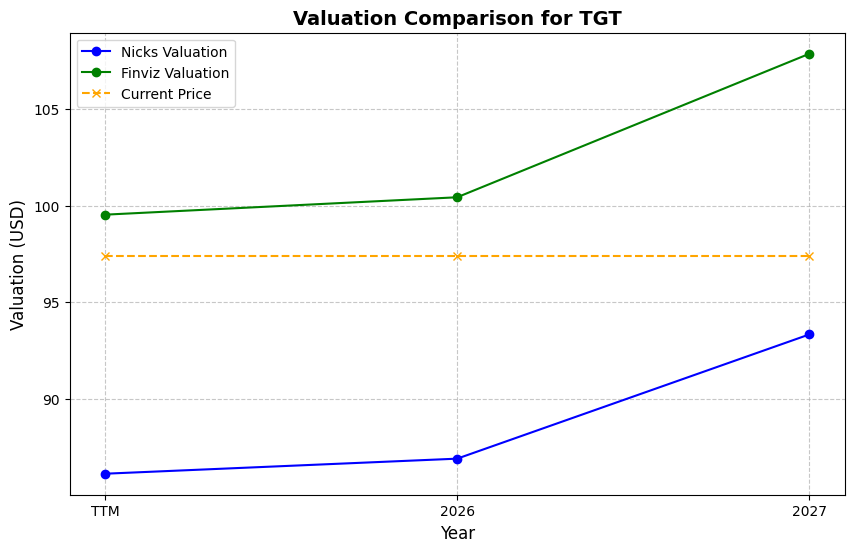 Valuation Comparison for TGT
Nicks Valuation
Finviz Valuation
Current Price
Valuation (USD)
105
100
95
90
TTM
2026
2027
Year